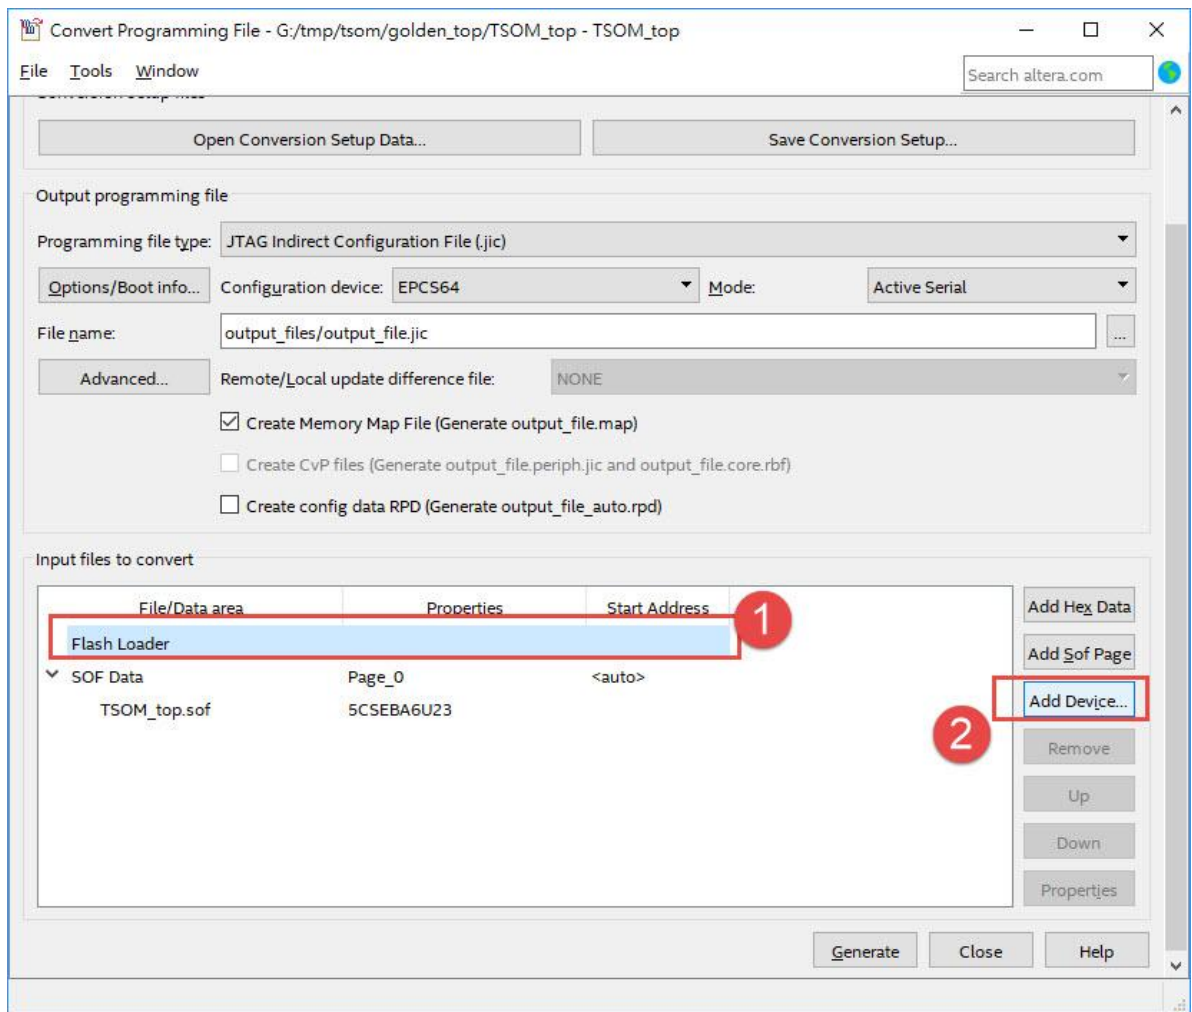 Convert Programming File - G:/tmp/tsom/golden_top/TSOM_top - TSOM_top
File Tools Window Search altera.com
Open Conversion Setup Data... Save Conversion Setup...
Output programming file
Programming file type: JTAG Indirect Configuration File (.jic)
Options/Boot info... Configuration device: EPCS64 Mode: Active Serial
File name: output_files/output_file.jic ...
Advanced... Remote/Local update difference file: NONE
Create Memory Map File (Generate output_file.map)
Create CvP files (Generate output_file.periph.jic and output_file.core.rbf)
Create config data RPD (Generate output_file_auto.rpd)
Input files to convert
File/Data area Properties Start Address 1 Add Hex Data
Flash Loader Add Sof Page
SOF Data Page_0 <auto>
TSOM_top.sof 5CSEBA6U23 Add Device...
2 Remove
Up
Down
Properties
Generate Close Help